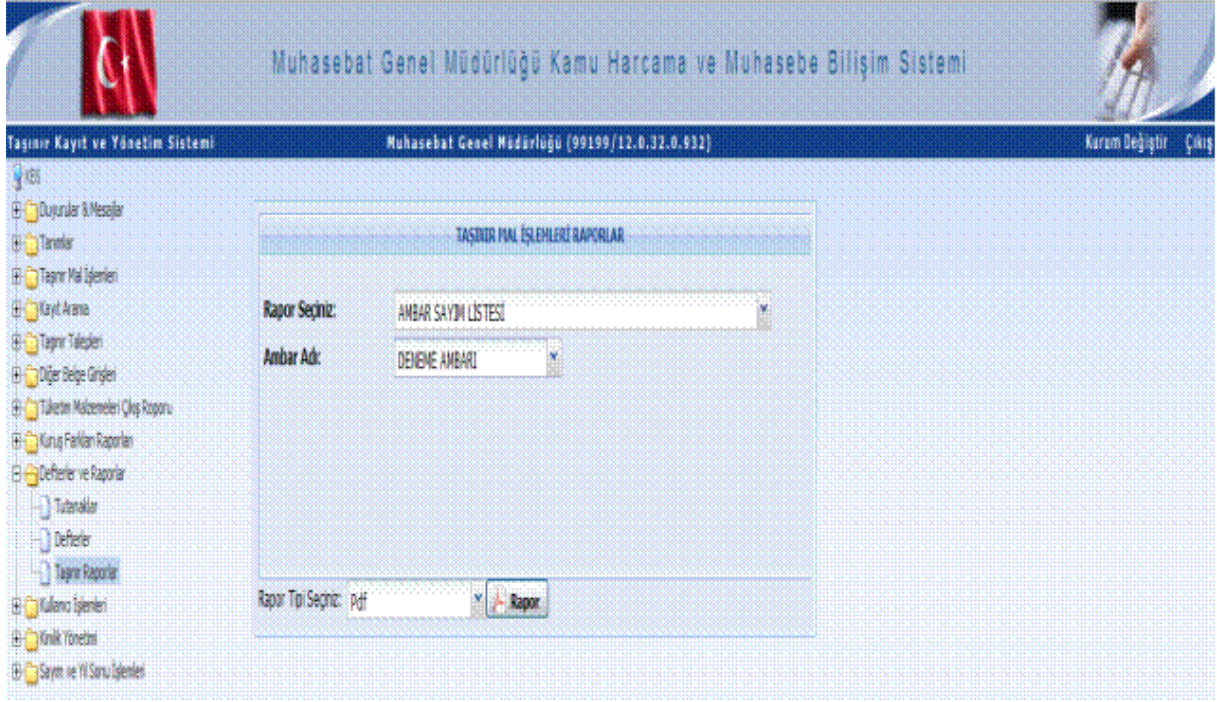 Muhasebat Genel Müdürlüğü Kamu Harcama ve Muhasebe Bilişim Sistemi
Taşınır Kayıt ve Yönetim Sistemi
Muhasebat Genel Müdürlüğü (99199/12.0.32.0.932)
Kurum Değiştir Çıkış
KBS
Duyurular & Mesajlar
Tanımlar
Taşınır Mal İşlemleri
Kayıt Arama
Taşınır Talepleri
Diğer Belge Girişleri
Tüketim Malzemeleri Çıkış Roporu
Kuruş Farkları Raporları
Defterler ve Raporlar
Tutanaklar
Defterler
Taşınır Raporlar
Kullanıcı İşlemleri
Kimlik Yönetimi
Sayım ve Yıl Sonu İşlemleri
TAŞINIR MAL İŞLEMLERİ RAPORLAR
Rapor Seçiniz: AMBAR SAYIM LİSTESİ
Ambar Adı: DENEME AMBARI
Rapor Tipi Seçiniz: Pdf Rapor